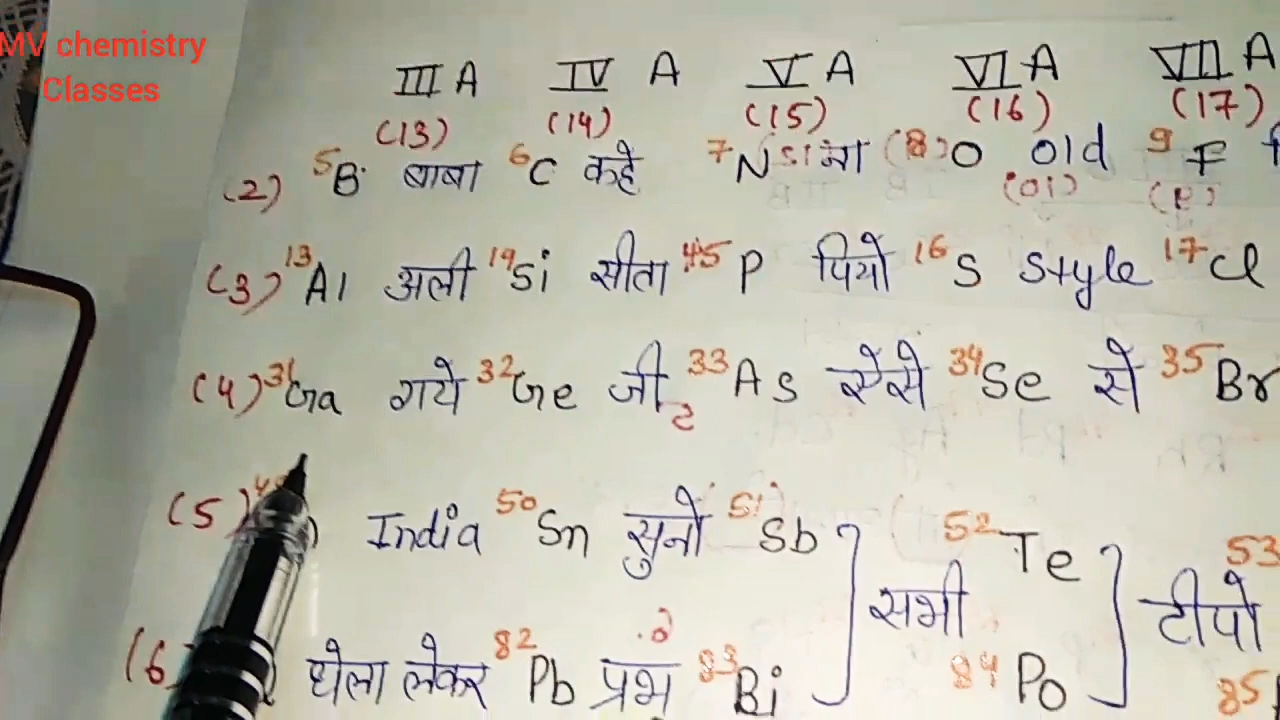 MV chemistry
Classes
III A IV A V A VI A VII A
(13) (14) (15) (16) (17)
(2) 5B बाबा 6C कहे 7N ना (8)O old 9F
(3) 13Al अली Si सीता P पियो 16S Style 17Cl
(4) 31Ga गये 32Ge जी 33As सेंसे 34Se से 35Br
(5) India 50Sn सुनो 51Sb 52Te 53
सभी टीपो
(6) थेला लेकर 82Pb प्रभु 83Bi 84Po 85